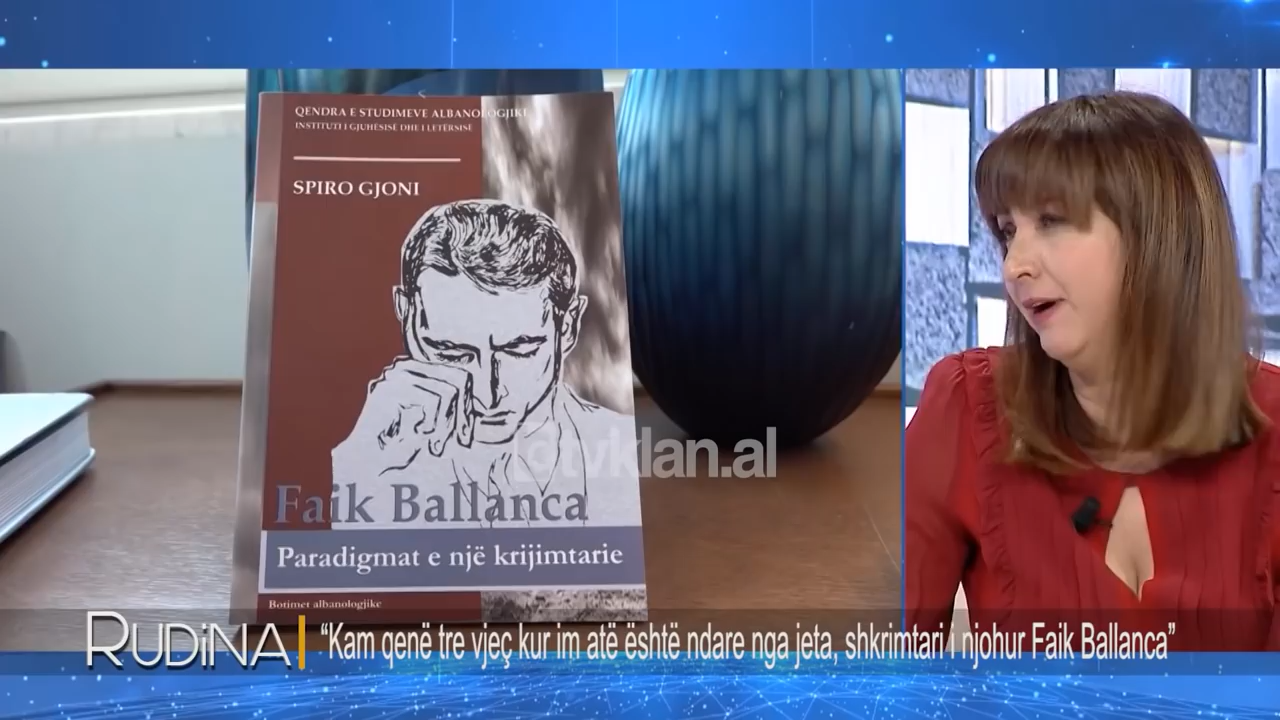 QENDRA E STUDIMEVE ALBANOLOGJIKE
INSTITUTI I GJUHËSISË DHE I LETËRSISË
SPIRO GJONI
tvklan.al
Faik Ballanca
Paradigmat e një krijimtarie
Botimet albanologjike
RUDiNA
“Kam qenë tre vjeç kur im atë është ndare nga jeta, shkrimtari i njohur Faik Ballanca”